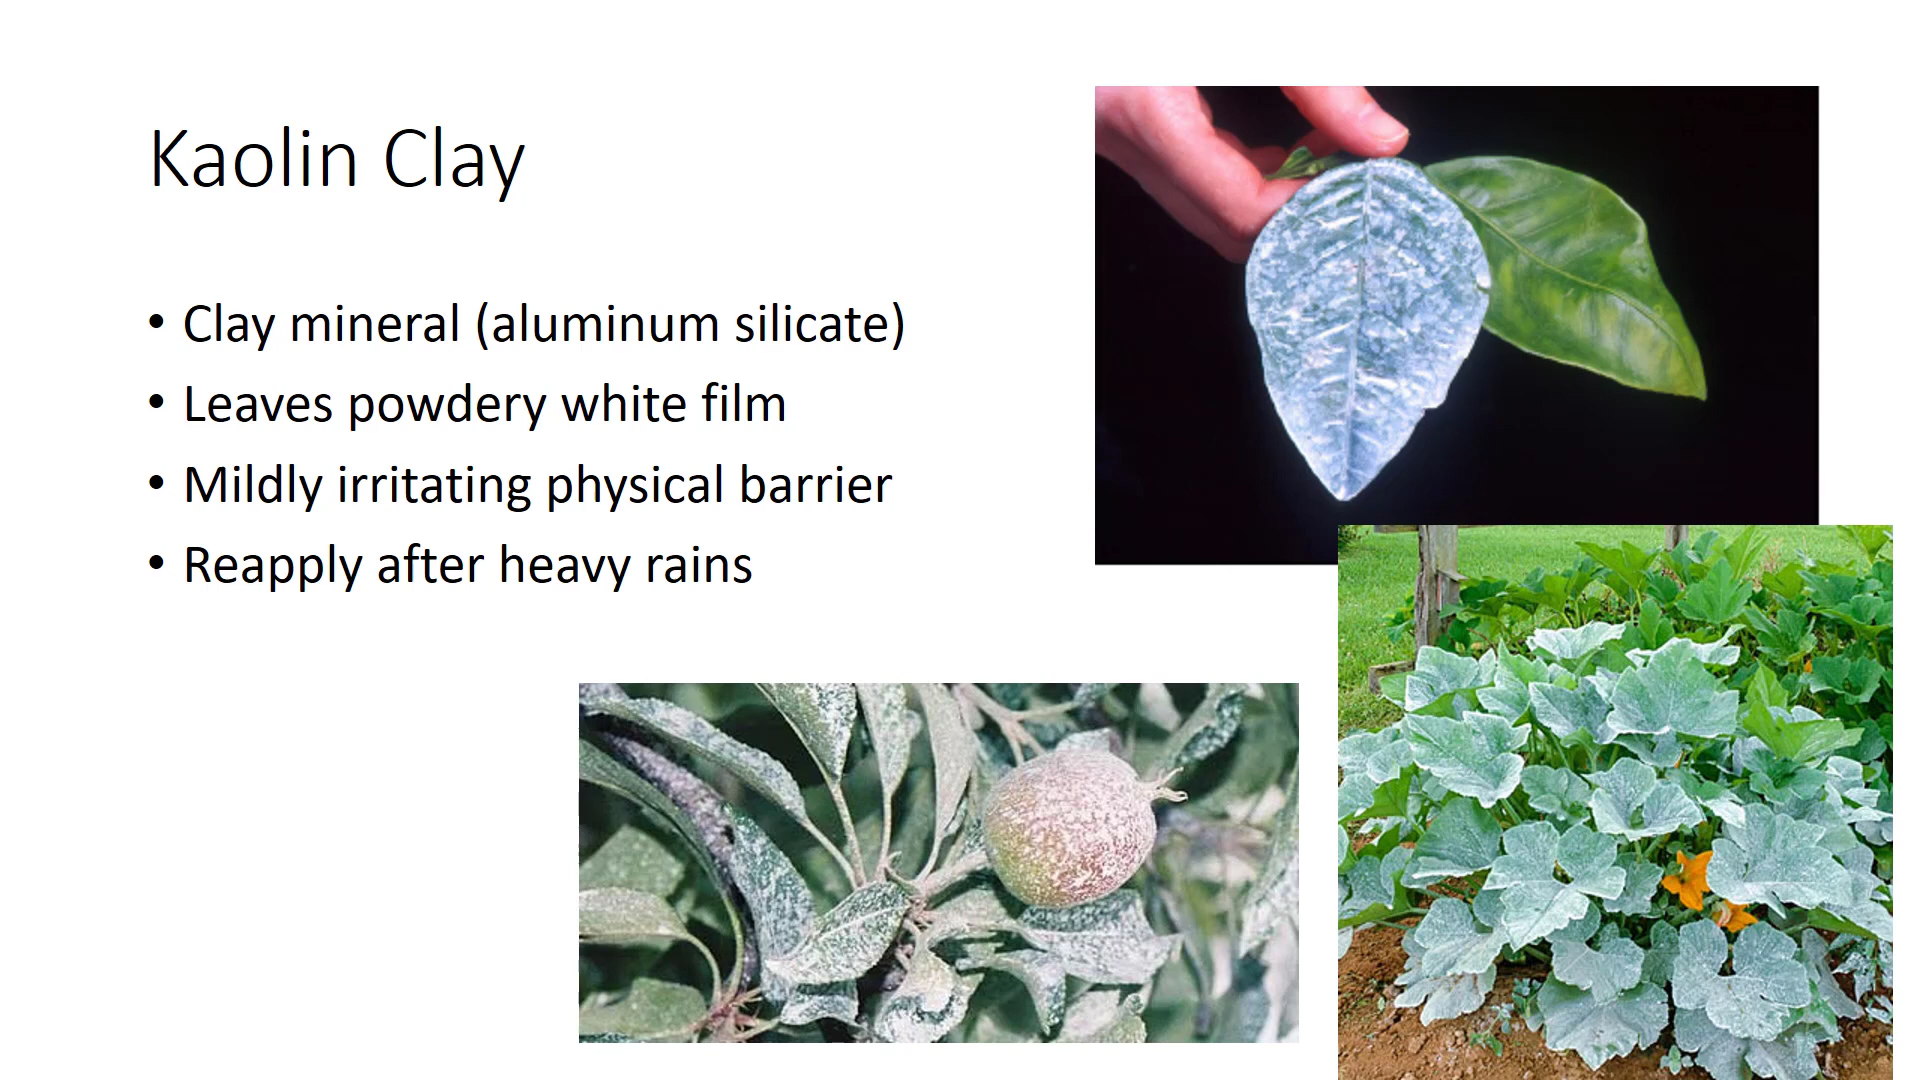 Kaolin Clay
• Clay mineral (aluminum silicate)
• Leaves powdery white film
• Mildly irritating physical barrier
• Reapply after heavy rains